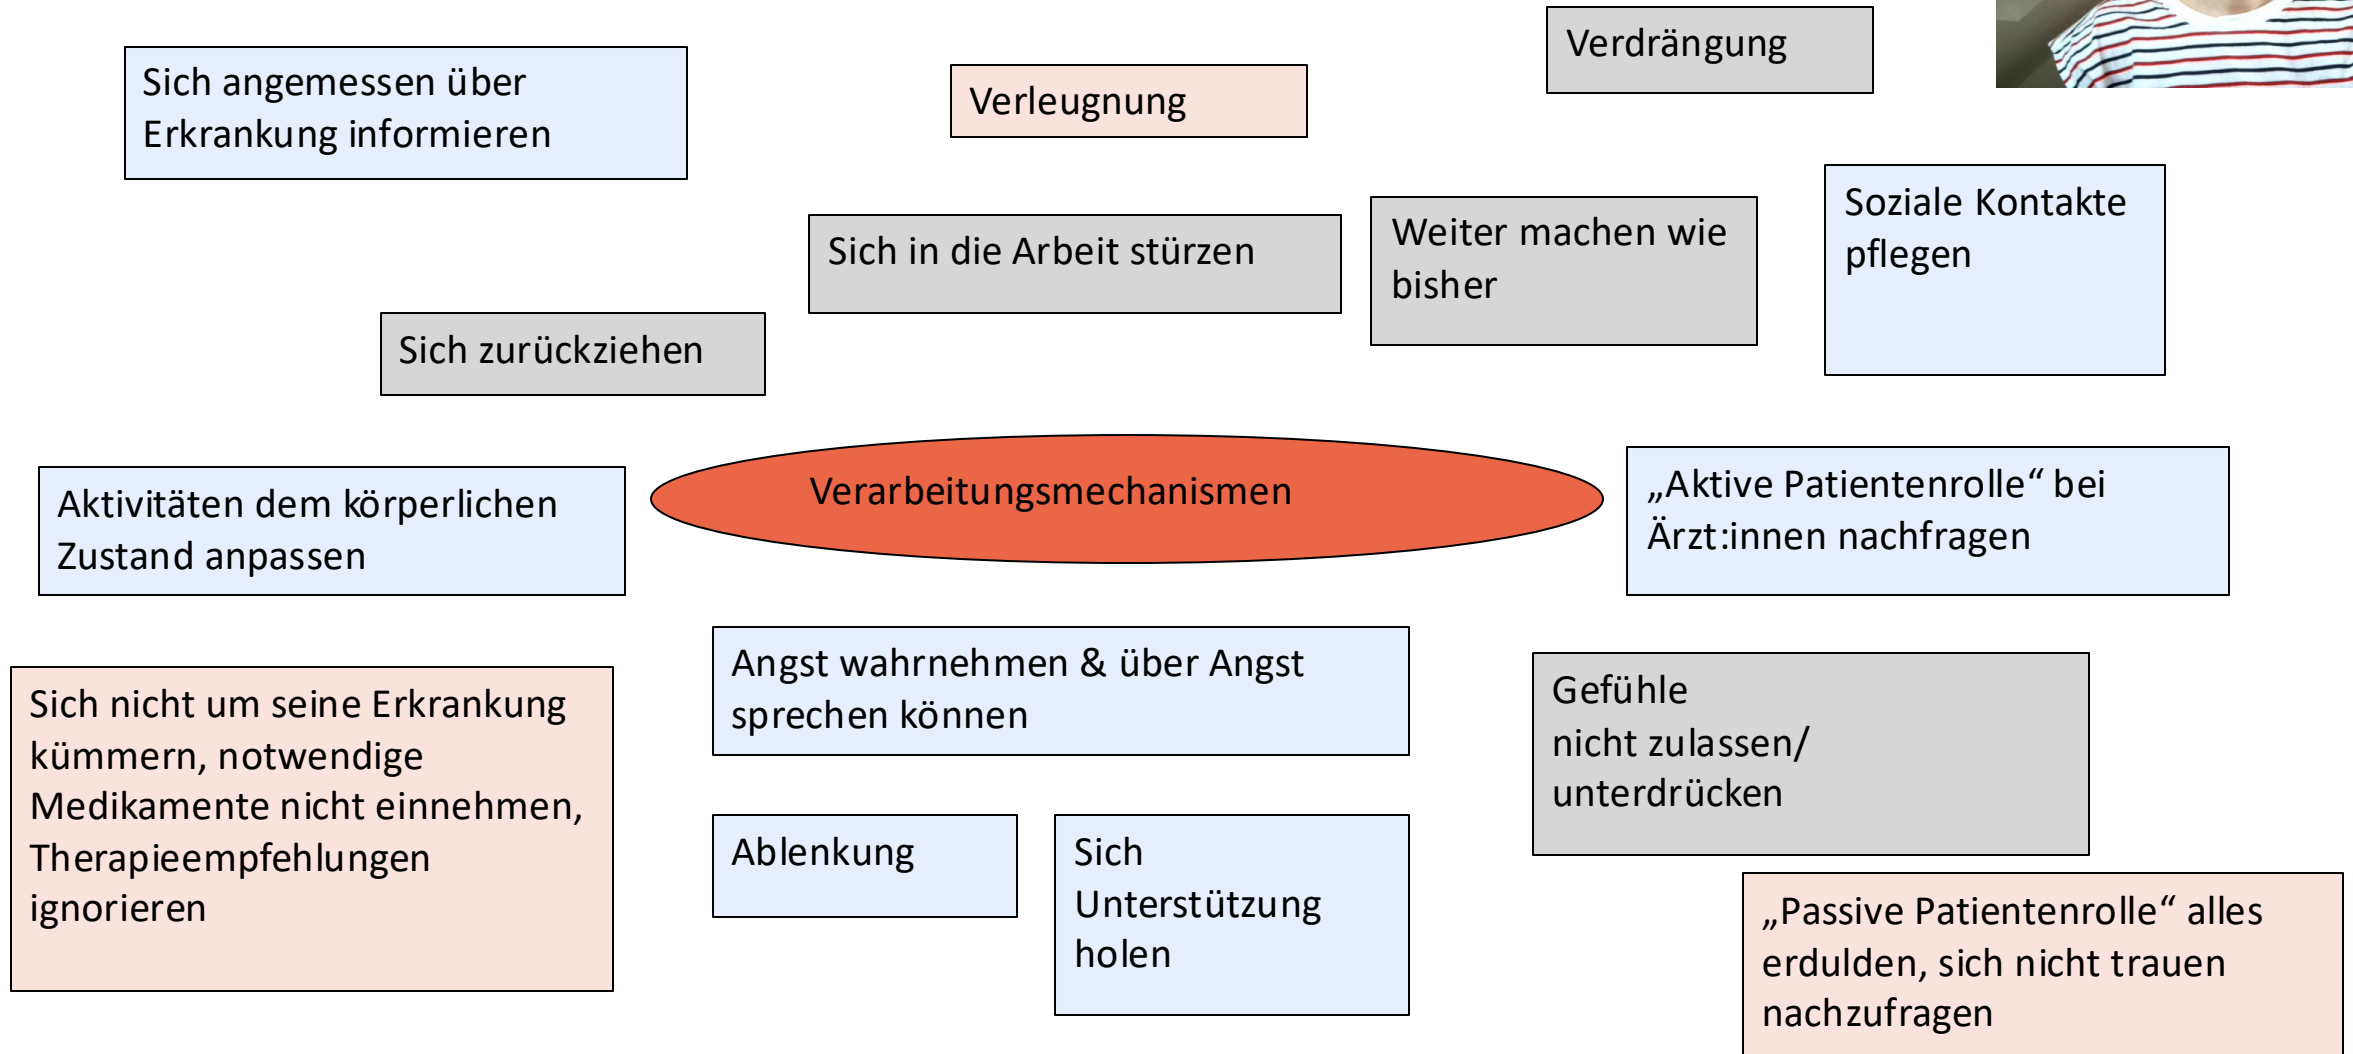 Verdrängung
Sich angemessen über
Erkrankung informieren
Verleugnung
Soziale Kontakte
pflegen
Sich in die Arbeit stürzen
Weiter machen wie
bisher
Sich zurückziehen
Aktivitäten dem körperlichen
Zustand anpassen
Verarbeitungsmechanismen
„Aktive Patientenrolle“ bei
Ärzt:innen nachfragen
Sich nicht um seine Erkrankung
kümmern, notwendige
Medikamente nicht einnehmen,
Therapieempfehlungen
ignorieren
Angst wahrnehmen & über Angst
sprechen können
Gefühle
nicht zulassen/
unterdrücken
Ablenkung
Sich
Unterstützung
holen
„Passive Patientenrolle“ alles
erdulden, sich nicht trauen
nachzufragen